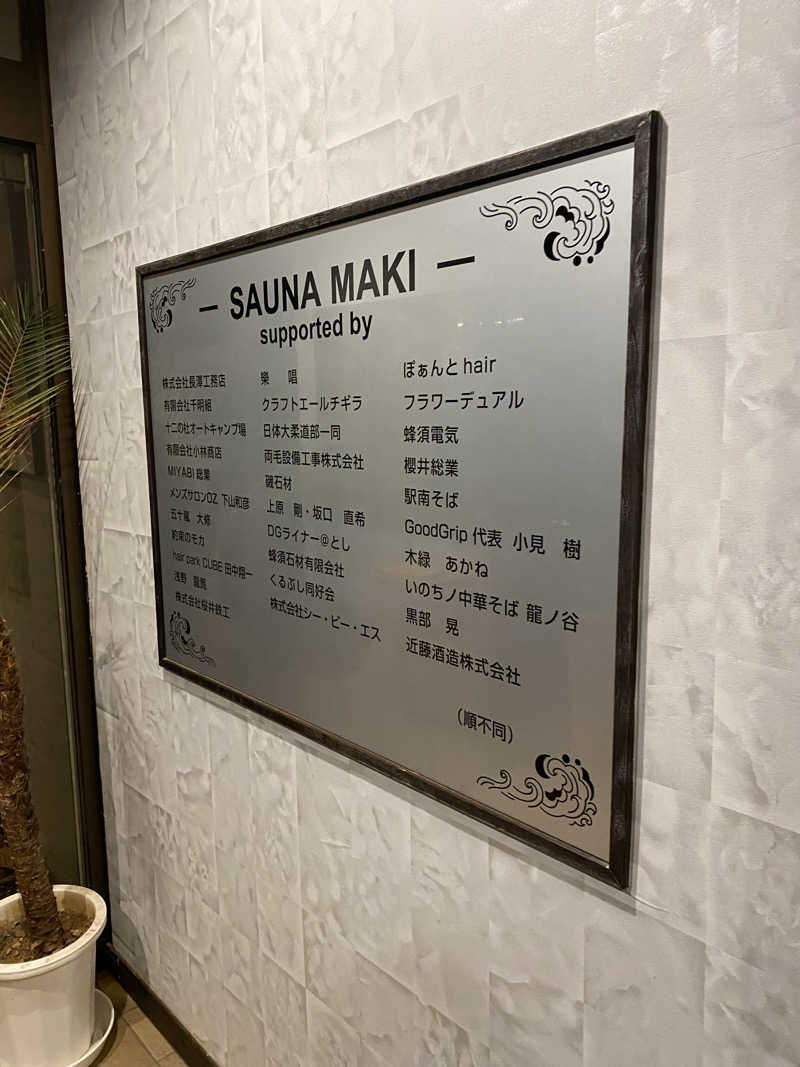 — SAUNA MAKI —
supported by
株式会社長澤工務店
有限会社千明組
十二の杜オートキャンプ場
有限会社小林商店
MIYABI 総業
メンズサロンOZ 下山和彦
五十嵐 大修
約束のモカ
hair park CUBE 田中翔一
浅野 龍篤
株式会社桜井鉄工
樂 唱
クラフトエールチギラ
日体大柔道部一同
両毛設備工事株式会社
磯石材
上原 剛・坂口 直希
DGライナー@とし
蜂須石材有限会社
くるぶし同好会
株式会社シー・ピー・エス
ぽぁんと hair
フラワーデュアル
蜂須電気
櫻井総業
駅南そば
GoodGrip 代表 小見 樹
木緑 あかね
いのちノ中華そば 龍ノ谷
黒部 晃
近藤酒造株式会社
(順不同)